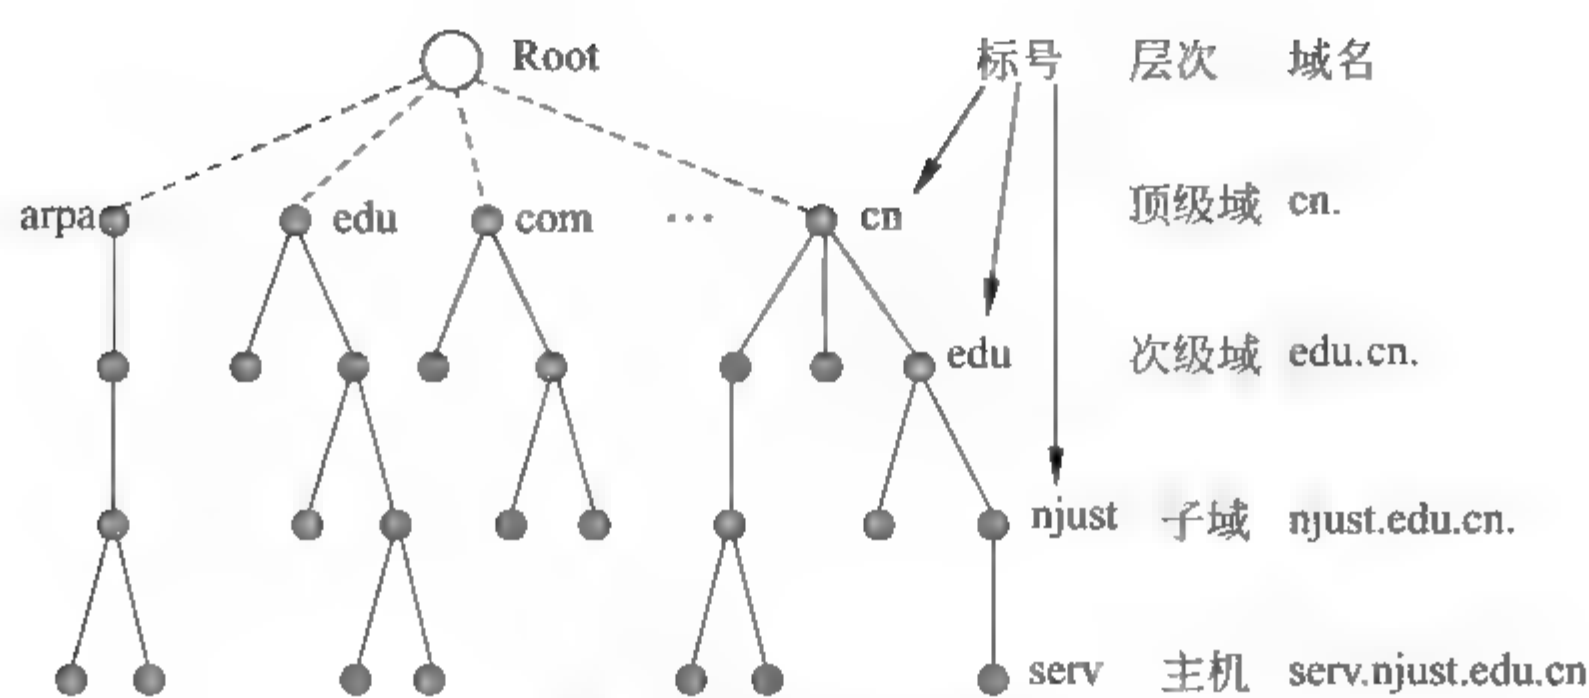 Root 标号 层次 域名
arpa edu com ... cn 顶级域 cn.
edu 次级域 edu.cn.
njust 子域 njust.edu.cn.
serv 主机 serv.njust.edu.cn